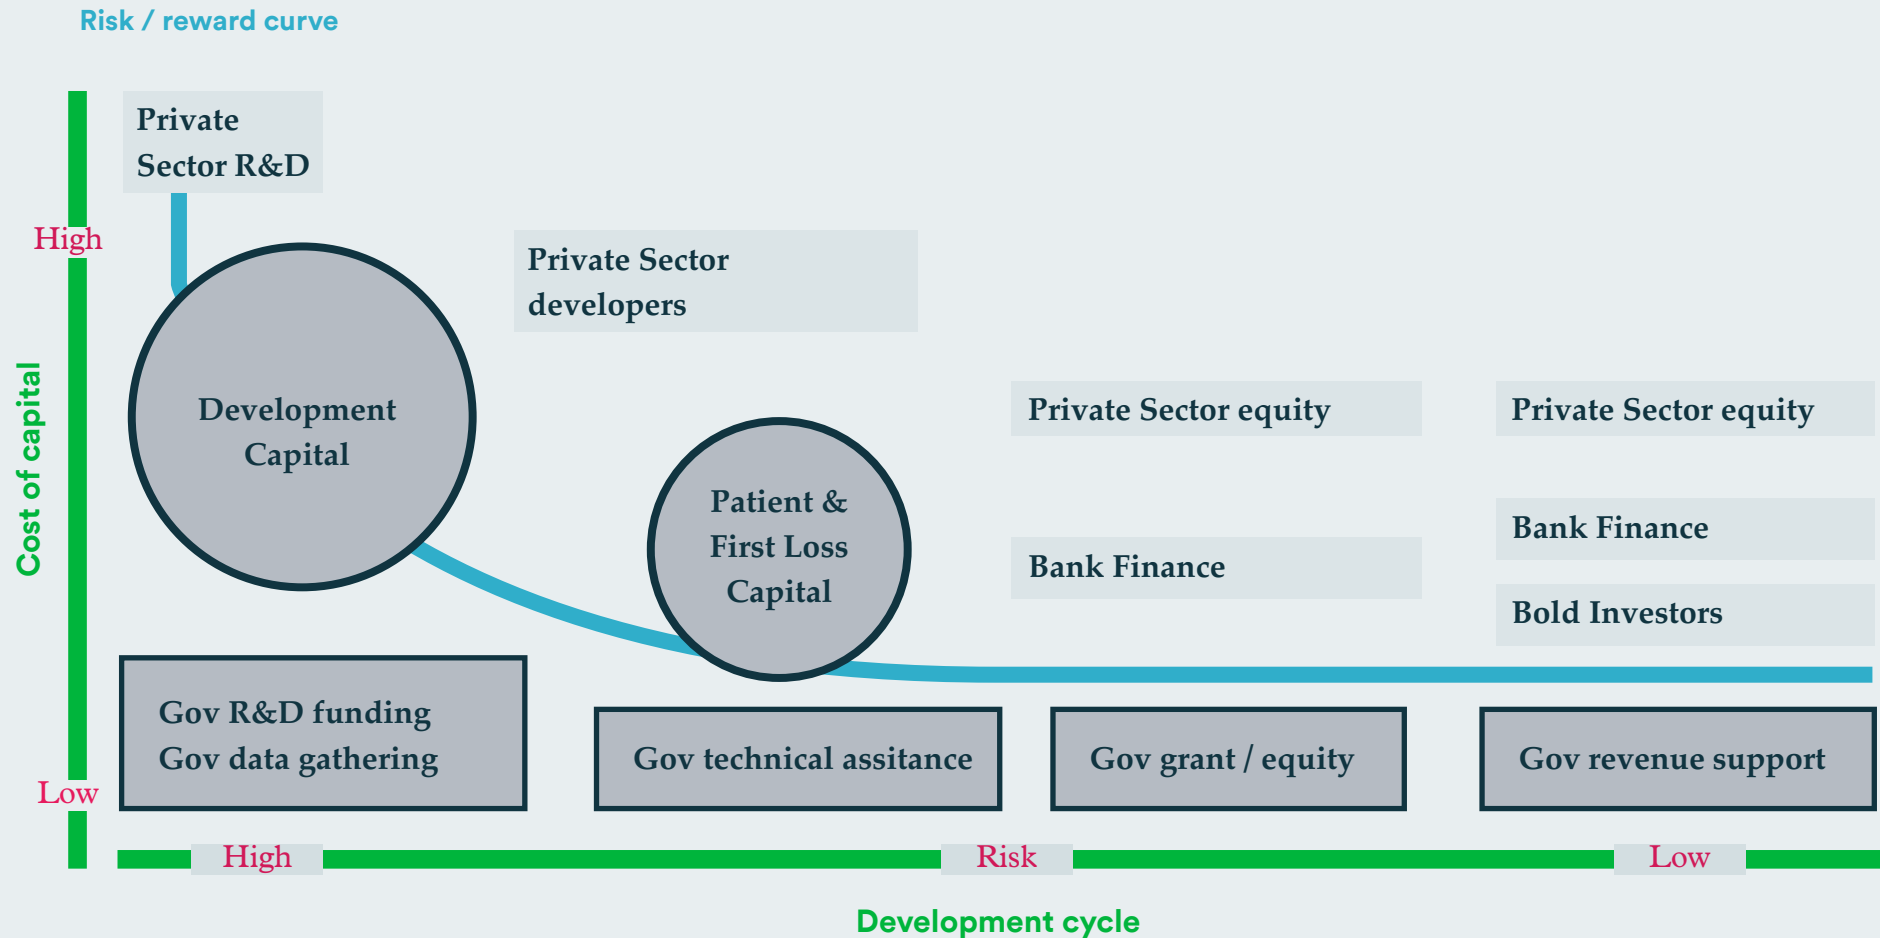 Risk / reward curve
Private
Sector R&D
High
Private Sector
developers
Cost of capital
Development
Capital
Private Sector equity
Private Sector equity
Patient &
First Loss
Capital
Bank Finance
Bank Finance
Bold Investors
Gov R&D funding
Gov data gathering
Gov technical assitance
Gov grant / equity
Gov revenue support
Low
High
Risk
Low
Development cycle